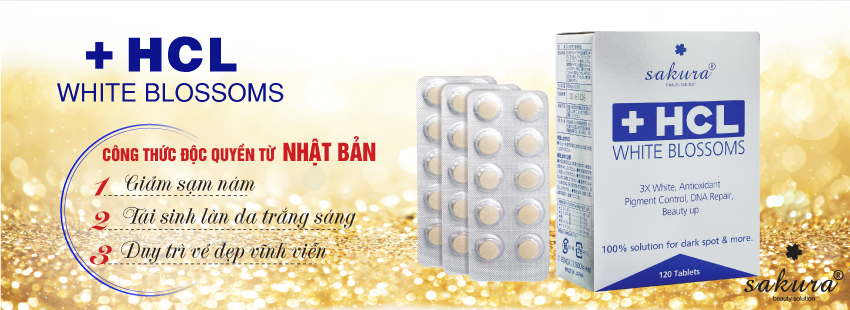 + HCL
WHITE BLOSSOMS
CÔNG THỨC ĐỘC QUYỀN TỪ NHẬT BẢN
1 Giảm sạm nám
2 Tái sinh làn da trắng sáng
3 Duy trì vẻ đẹp vĩnh viễn
sakura®
beauty solution
+ HCL
WHITE BLOSSOMS
3X White, Antioxidant
Pigment Control, DNA Repair,
Beauty up
100% solution for dark spot & more.
120 Tablets
sakura®
beauty solution